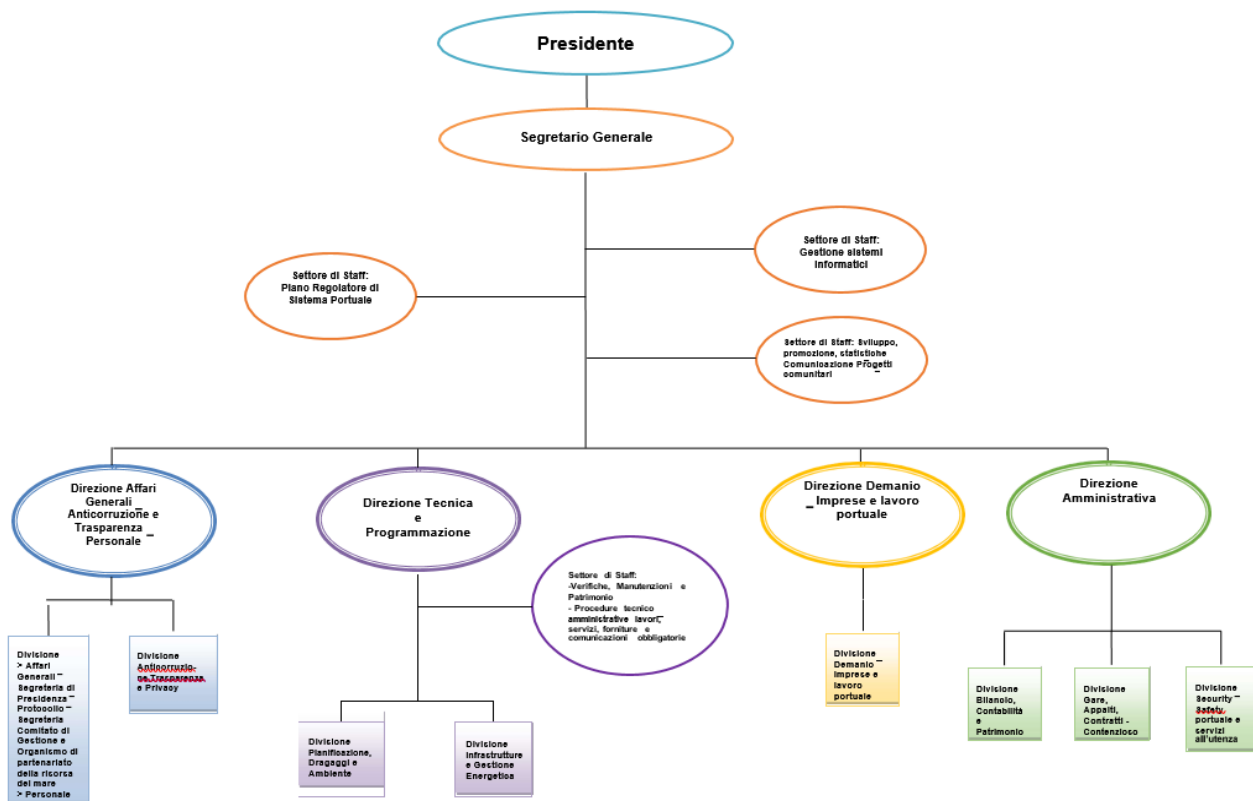 Presidente
Segretario Generale
Settore di Staff:
Gestione sistemi
informatici
Settore di Staff:
Piano Regolatore di
Sistema Portuale
Settore di Staff: Sviluppo,
promozione, statistiche
Comunicazione Progetti
comunitari
Direzione Affari
Generali
Anticorruzione e
Trasparenza
Personale
Direzione Tecnica
e
Programmazione
Direzione Demanio
Imprese e lavoro
portuale
Direzione
Amministrativa
Settore di Staff:
-Verifiche, Manutenzioni e
Patrimonio
- Procedure tecnico
amministrative lavori,
servizi, forniture e
comunicazioni obbligatorie
Divisione
> Affari
Generali
Segreteria di
Presidenza
Protocollo
Segreteria
Comitato di
Gestione e
Organismo di
partenariato
della risorsa
del mare
> Personale
Divisione
Anticorruzio-
ne Trasparenza
e Privacy
Divisione
Planificazione,
Dragaggi e
Ambiente
Divisione
Infrastrutture
e Gestione
Energetica
Divisione
Demanio
Imprese e
lavoro
portuale
Divisione
Bilancio,
Contabilità
e
Patrimonio
Divisione
Gare,
Appalti,
Contratti -
Contenzioso
Divisione
Security
Safety,
portuale e
servizi
all'utenza